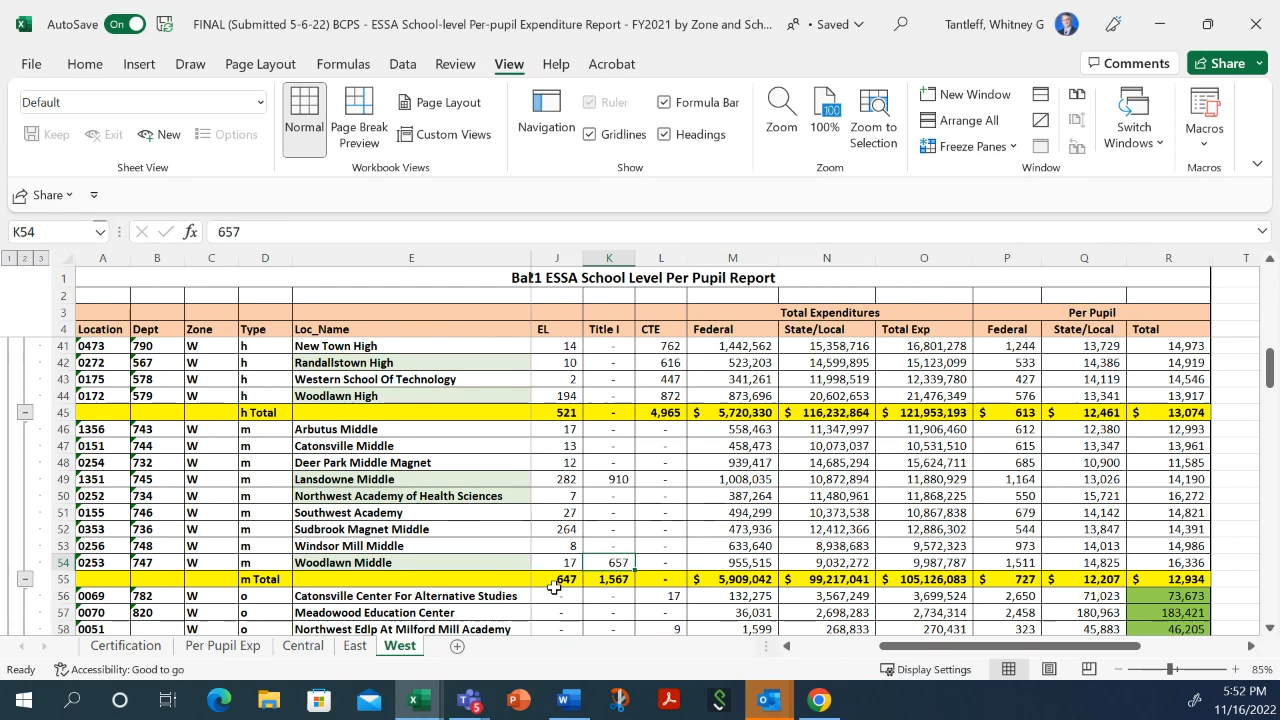 AutoSave On FINAL (Submitted 5-6-22) BCPS - ESSA School-level Per-pupil Expenditure Report - FY2021 by Zone and Sch... • Saved Tantleff, Whitney G
File Home Insert Draw Page Layout Formulas Data Review View Help Acrobat Comments Share
Default Normal Page Break Preview Page Layout Custom Views Navigation Ruler Formula Bar Gridlines Headings Zoom 100% Zoom to Selection New Window Arrange All Freeze Panes Switch Windows Macros
Keep Exit New Options
Sheet View Workbook Views Show Zoom Window Macros
Share
K54 fx 657
1 2 3 A B C D E J K L M N O P Q R T
1 Bal1 ESSA School Level Per Pupil Report
2
3 Total Expenditures Per Pupil
4 Location Dept Zone Type Loc_Name EL Title I CTE Federal State/Local Total Exp Federal State/Local Total
41 0473 790 W h New Town High 14 - 762 1,442,562 15,358,716 16,801,278 1,244 13,729 14,973
42 0272 567 W h Randallstown High 10 - 616 523,203 14,599,895 15,123,099 533 14,386 14,919
43 0175 578 W h Western School Of Technology 2 - 447 341,261 11,998,519 12,339,780 427 14,119 14,546
44 0172 579 W h Woodlawn High 194 - 872 873,696 20,602,653 21,476,349 576 13,341 13,917
45 h Total 521 - 4,965 $ 5,720,330 $ 116,232,864 $ 121,953,193 $ 613 $ 12,461 $ 13,074
46 1356 743 W m Arbutus Middle 17 - - 558,463 11,347,997 11,906,460 612 12,380 12,993
47 0151 744 W m Catonsville Middle 13 - - 458,473 10,073,037 10,531,510 615 13,347 13,961
48 0254 732 W m Deer Park Middle Magnet 12 - - 939,417 14,685,294 15,624,711 685 10,900 11,585
49 1351 745 W m Lansdowne Middle 282 910 - 1,008,035 10,872,894 11,880,929 1,164 13,026 14,190
50 0252 734 W m Northwest Academy of Health Sciences 7 - - 387,264 11,480,961 11,868,225 550 15,721 16,272
51 0155 746 W m Southwest Academy 27 - - 494,299 10,373,538 10,867,838 679 14,142 14,821
52 0353 736 W m Sudbrook Magnet Middle 264 - - 473,936 12,412,366 12,886,302 544 13,847 14,391
53 0256 748 W m Windsor Mill Middle 8 - - 633,640 8,938,683 9,572,323 973 14,013 14,986
54 0253 747 W m Woodlawn Middle 17 657 - 955,515 9,032,272 9,987,787 1,511 14,825 16,336
55 m Total 647 1,567 - $ 5,909,042 $ 99,217,041 $ 105,126,083 $ 727 $ 12,207 $ 12,934
56 0069 782 W o Catonsville Center For Alternative Studies - - 17 132,275 3,567,249 3,699,524 2,650 71,023 73,673
57 0070 820 W o Meadowood Education Center - - - 36,031 2,698,283 2,734,314 2,458 180,963 183,421
58 0051 W o Northwest Edlp At Milford Mill Academy - - 9 1,599 268,833 270,431 323 45,883 46,205
Certification Per Pupil Exp Central East West
Ready Accessibility: Good to go Display Settings 85%
5:52 PM
11/16/2022